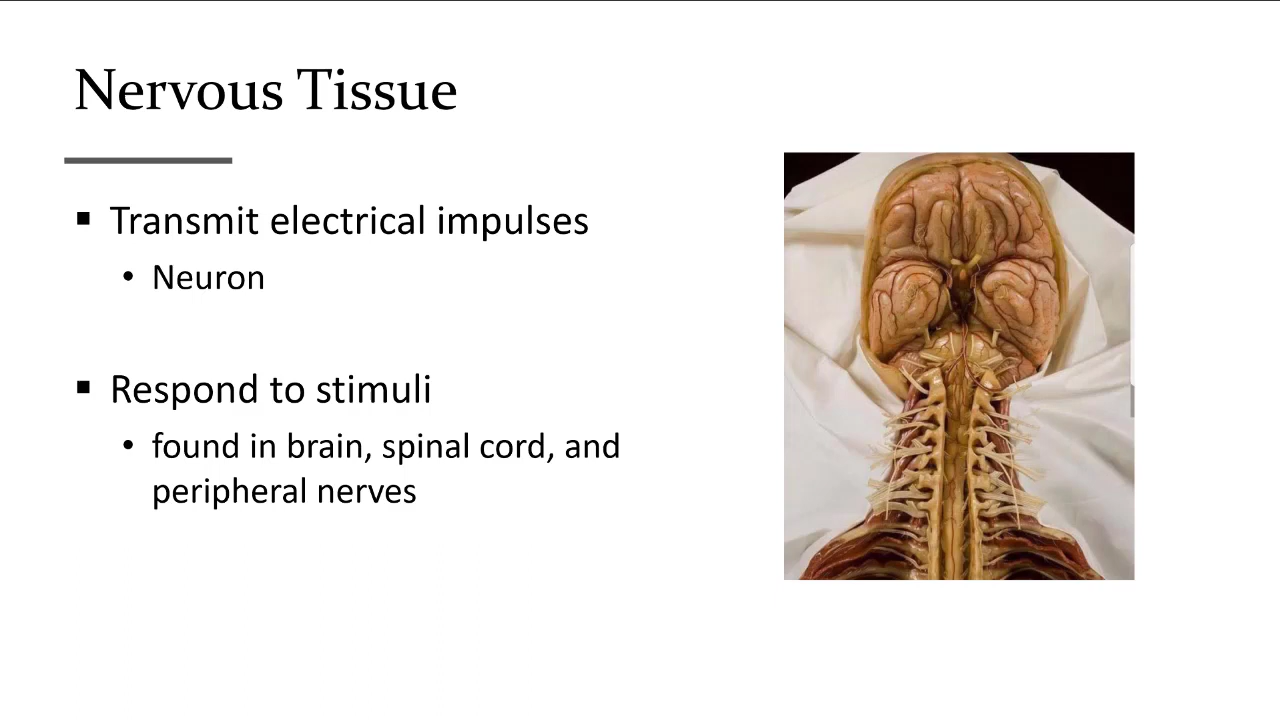 Nervous Tissue
▪ Transmit electrical impulses
• Neuron
▪ Respond to stimuli
• found in brain, spinal cord, and
peripheral nerves